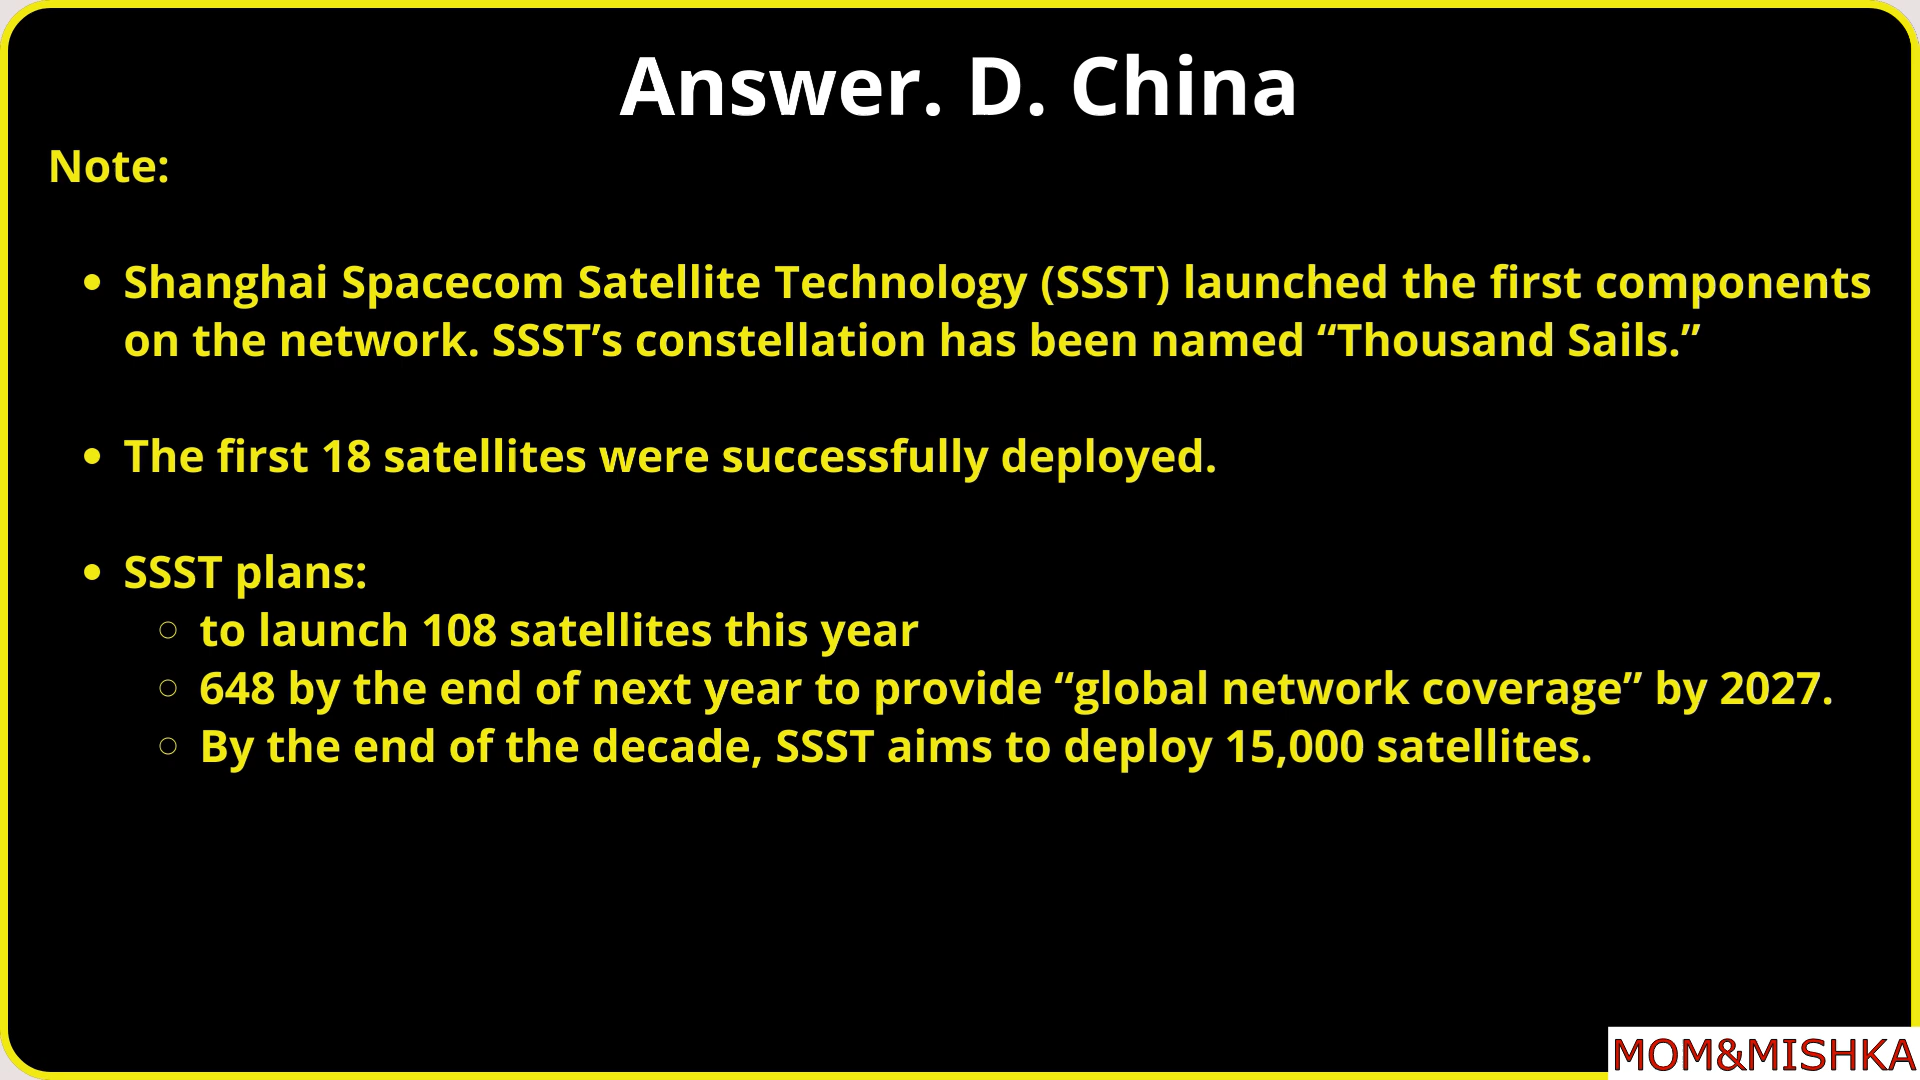 Answer. D. China
Note:
Shanghai Spacecom Satellite Technology (SSST) launched the first components
on the network. SSST’s constellation has been named “Thousand Sails.”
The first 18 satellites were successfully deployed.
SSST plans:
to launch 108 satellites this year
648 by the end of next year to provide “global network coverage” by 2027.
By the end of the decade, SSST aims to deploy 15,000 satellites.
MOM&MISHKA